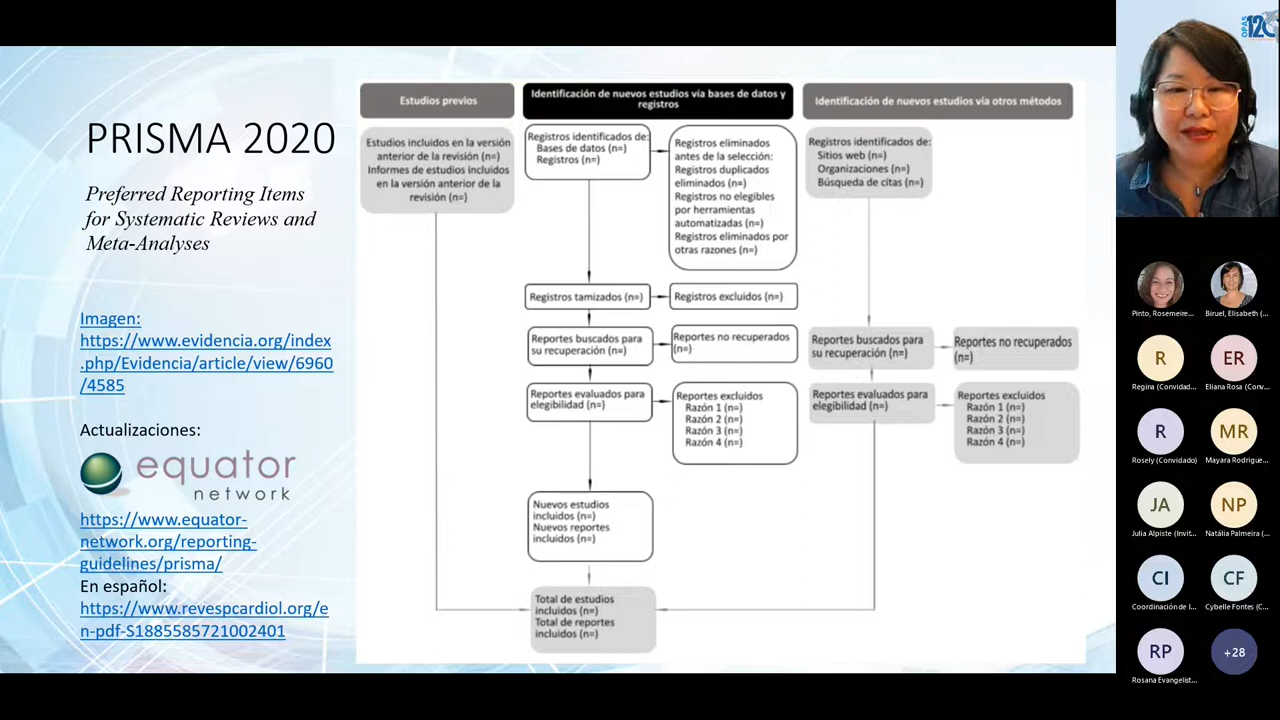 PRISMA 2020
Preferred Reporting Items
for Systematic Reviews and
Meta-Analyses
Imagen:
https://www.evidencia.org/index
.php/Evidencia/article/view/6960
/4585
Actualizaciones:
equator
network
https://www.equator-
network.org/reporting-
guidelines/prisma/
En español:
https://www.revespcardiol.org/e
n-pdf-S1885585721002401
Estudios previos
Estudios incluidos en la versión
anterior de la revisión (n=)
Informes de estudios incluidos
en la versión anterior de la
revisión (n=)
Identificación de nuevos estudios vía bases de datos y
registros
Registros identificados de:
Bases de datos (n=)
Registros (n=)
Registros eliminados
antes de la selección:
Registros duplicados
eliminados (n=)
Registros no elegibles
por herramientas
automatizadas (n=)
Registros eliminados por
otras razones (n=)
Registros tamizados (n=)
Registros excluidos (n=)
Reportes buscados para
su recuperación (n=)
Reportes no recuperados
(n=)
Reportes evaluados para
elegibilidad (n=)
Reportes excluidos
Razón 1 (n=)
Razón 2 (n=)
Razón 3 (n=)
Razón 4 (n=)
Nuevos estudios
incluidos (n=)
Nuevos reportes
incluidos (n=)
Total de estudios
incluidos (n=)
Total de reportes
incluidos (n=)
Identificación de nuevos estudios vía otros métodos
Registros identificados de:
Sitios web (n=)
Organizaciones (n=)
Búsqueda de citas (n=)
Reportes buscados para
su recuperación (n=)
Reportes no recuperados
(n=)
Reportes evaluados para
elegibilidad (n=)
Reportes excluidos
Razón 1 (n=)
Razón 2 (n=)
Razón 3 (n=)
Razón 4 (n=)
OPAS
Pinto, Rosemeire...
Biruel, Elisabeth (...
R
Regina (Convidad...
ER
Eliana Rosa (Conv...
R
Rosely (Convidado)
MR
Mayara Rodrigue...
JA
Julia Alpiste (Invit...
NP
Natália Palmeira (...
CI
Coordinación de I...
CF
Cybelle Fontes (C...
RP
Rosana Evangelist...
+28